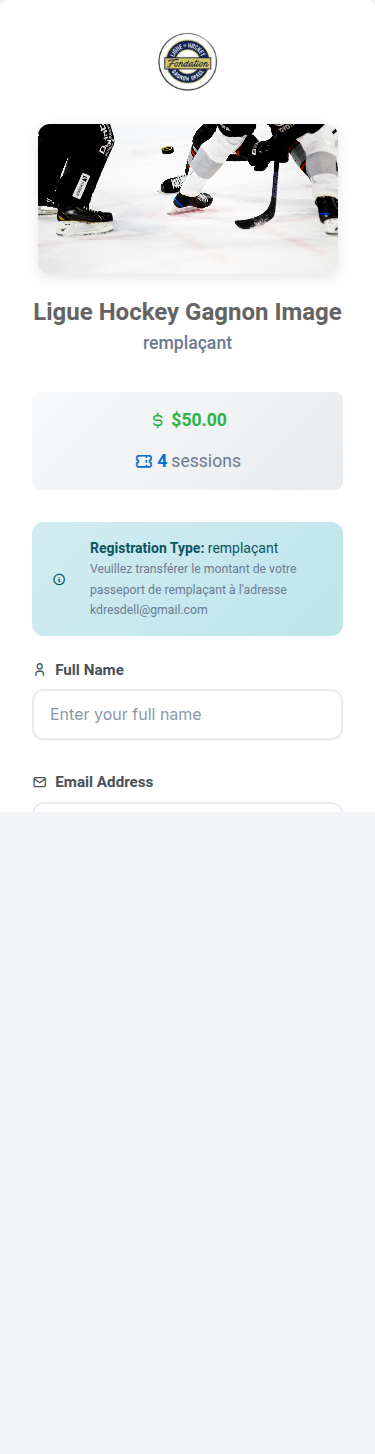 LIGUE DE HOCKEY
Fondation
GAGNON IMAGE
Ligue Hockey Gagnon Image
remplaçant
$50.00
4 sessions
Registration Type: remplaçant
Veuillez transférer le montant de votre
passeport de remplaçant à l'adresse
kdresdell@gmail.com
Full Name
Enter your full name
Email Address